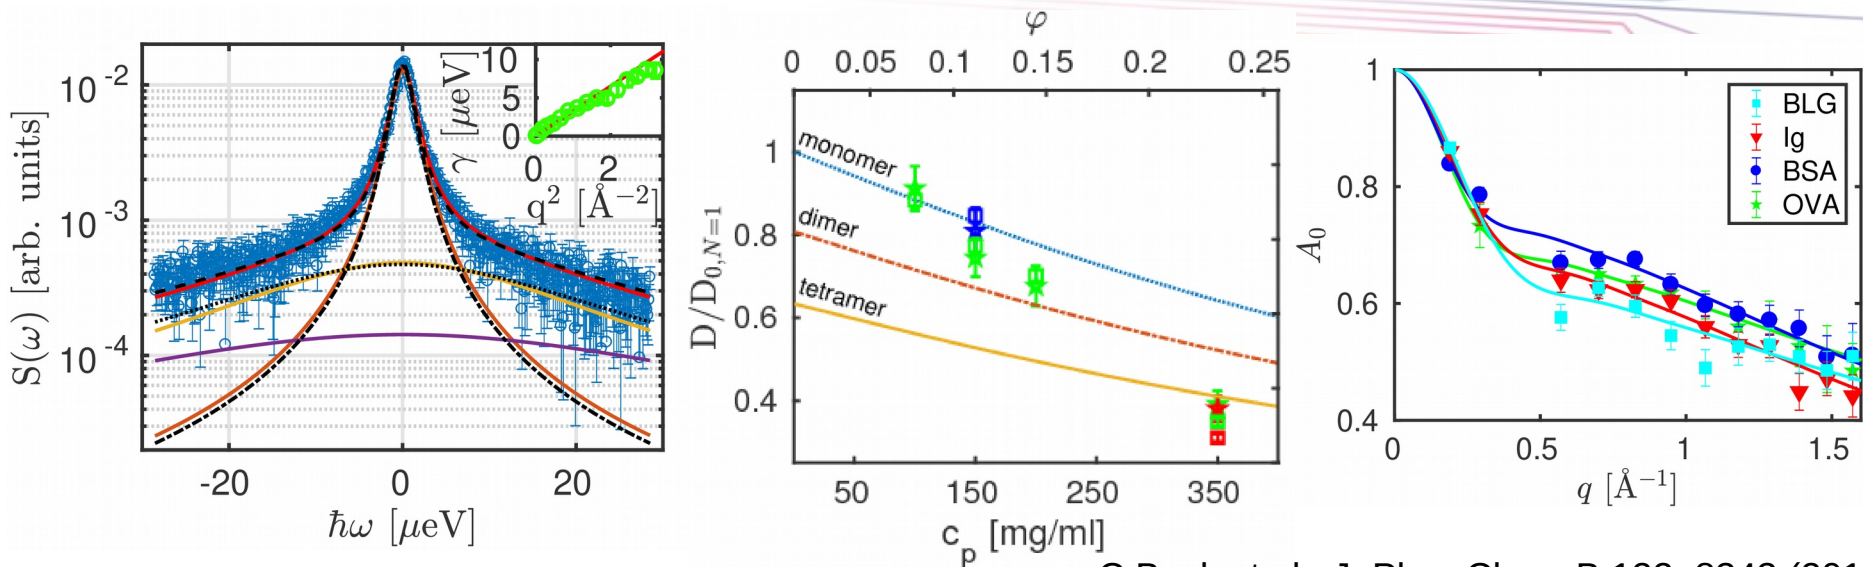 S(ω) [arb. units]
10⁻²
10⁻³
10⁻⁴
-20 0 20
ħω [μeV]
γ [μeV]
10
5
0
0 2
q² [Å⁻²]
φ
0 0.05 0.1 0.15 0.2 0.25
D/D₀,N=1
1
0.8
0.6
0.4
monomer
dimer
tetramer
50 150 250 350
cₚ [mg/ml]
A₀
1
0.8
0.6
0.4
BLG
Ig
BSA
OVA
0 0.5 1 1.5
q [Å⁻¹]